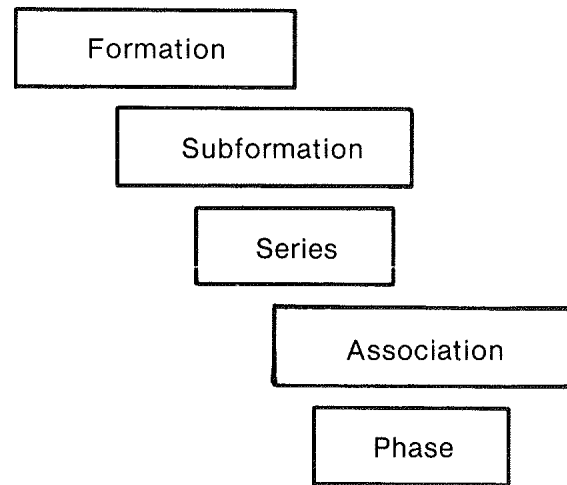 Formation
Subformation
Series
Association
Phase